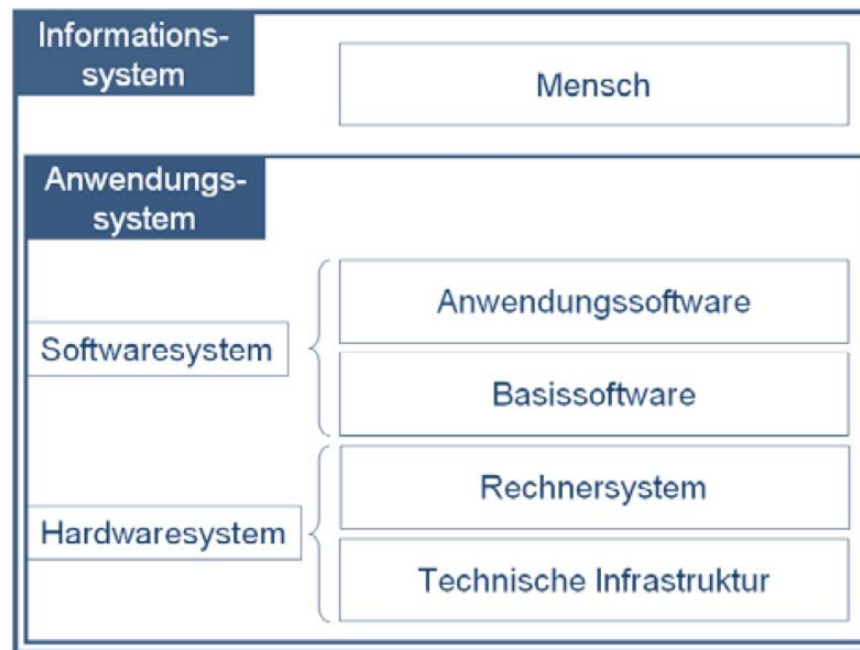 Informations-
system
Mensch
Anwendungs-
system
Anwendungssoftware
Softwaresystem
Basissoftware
Rechnersystem
Hardwaresystem
Technische Infrastruktur